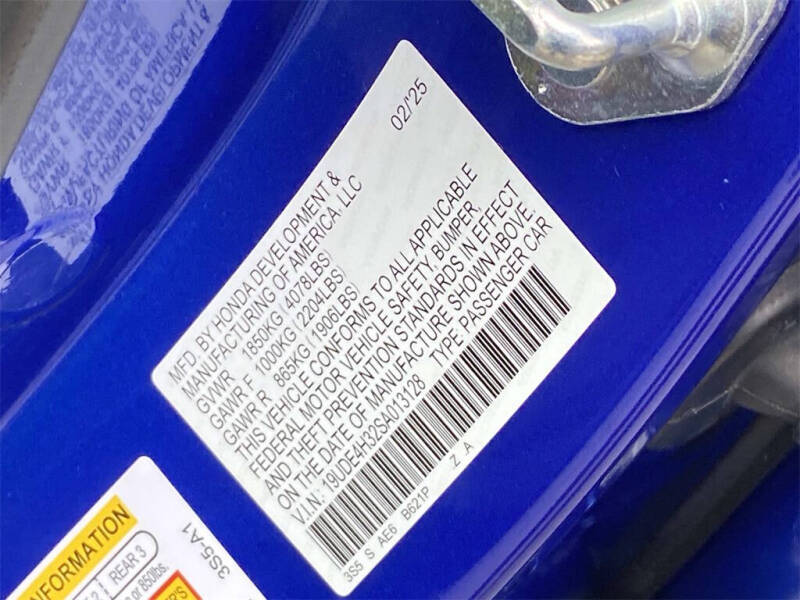 02/'25
MFD. BY HONDA DEVELOPMENT &
MANUFACTURING OF AMERICA, LLC
GVWR 1850KG 4078LBS
GAWR F 1000KG (2204LBS)
GAWR R 865KG (1906LBS)
THIS VEHICLE CONFORMS TO ALL APPLICABLE
FEDERAL MOTOR VEHICLE SAFETY BUMPER,
AND THEFT PREVENTION STANDARDS IN EFFECT
ON THE DATE OF MANUFACTURE SHOWN ABOVE.
V.I.N: 19UDE4H32SA013128 TYPE: PASSENGER CAR
3S5 S AE6 B621P Z A
3S5-A1
INFORMATION
REAR 3
or 850lbs.